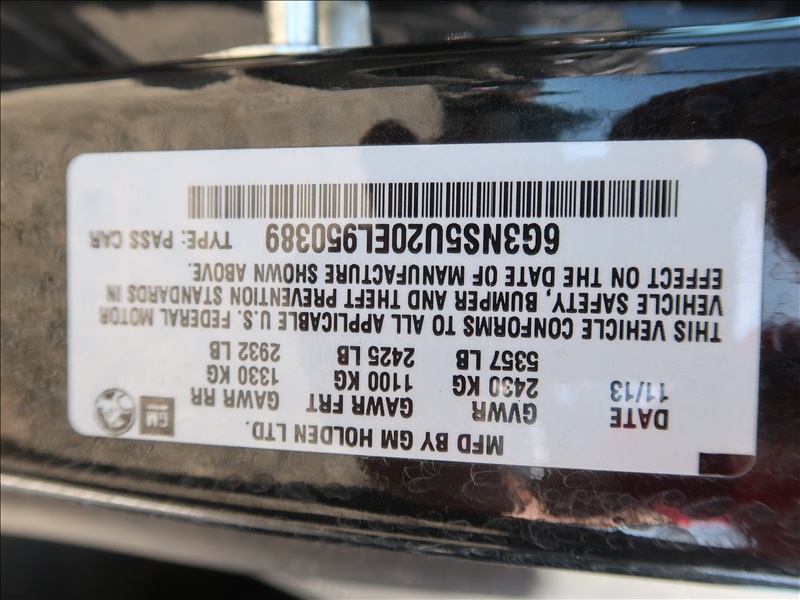 MFD BY GM HOLDEN LTD.
GM
DATE GVWR GAWR FRT GAWR RR
11/13 2430 KG 1100 KG 1330 KG
5357 LB 2425 LB 2932 LB
THIS VEHICLE CONFORMS TO ALL APPLICABLE U.S. FEDERAL MOTOR
VEHICLE SAFETY, BUMPER AND THEFT PREVENTION STANDARDS IN
EFFECT ON THE DATE OF MANUFACTURE SHOWN ABOVE.
6G3NS5U20EL950389 TYPE: PASS CAR